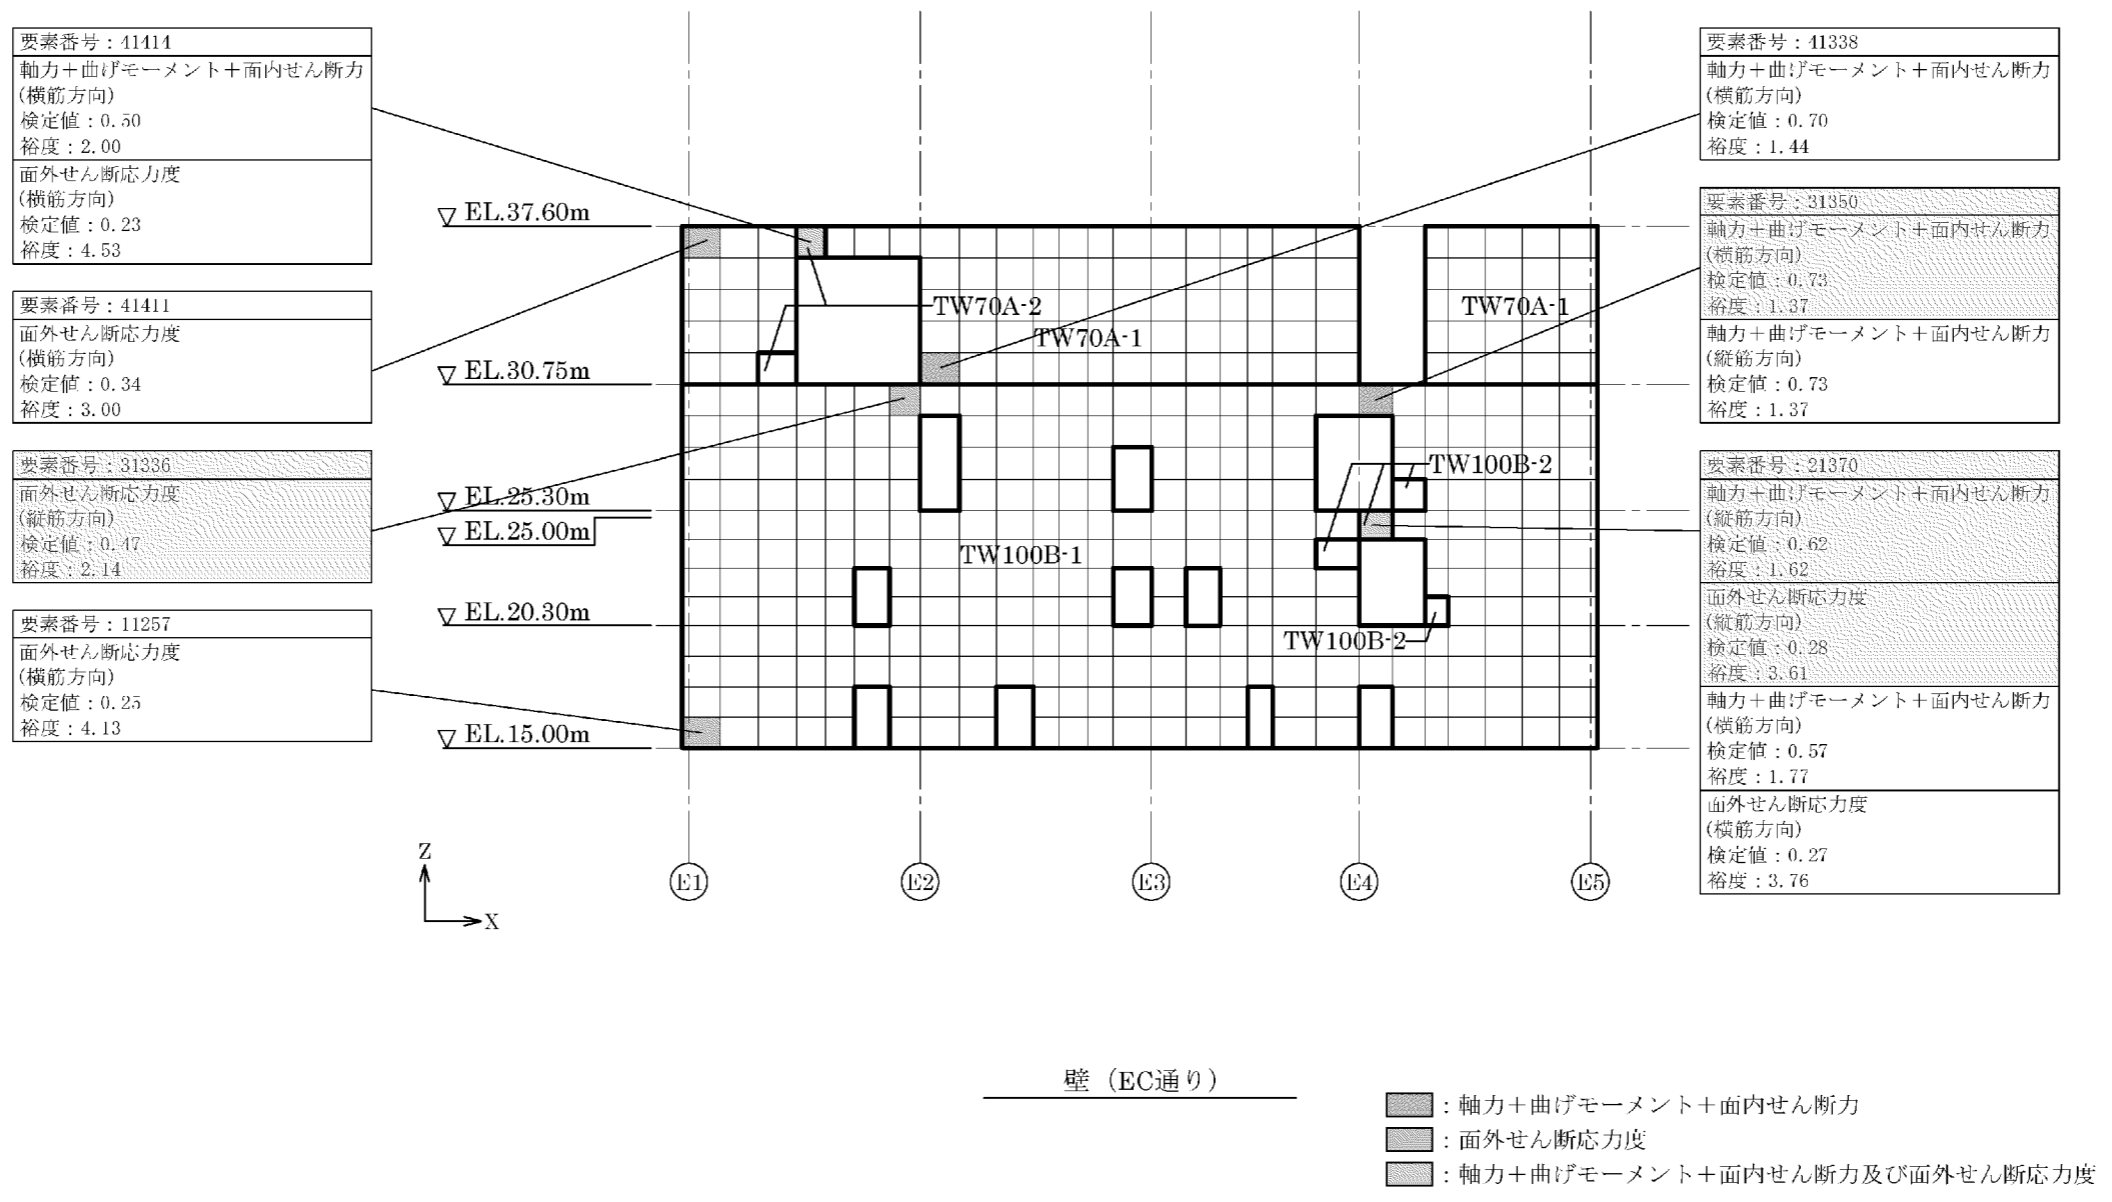 要素番号：41414
軸力＋曲げモーメント＋面内せん断力
(横筋方向)
検定値：0.50
裕度：2.00
面外せん断応力度
(横筋方向)
検定値：0.23
裕度：4.53
要素番号：41411
面外せん断応力度
(横筋方向)
検定値：0.34
裕度：3.00
要素番号：31336
面外せん断応力度
(縦筋方向)
検定値：0.47
裕度：2.14
要素番号：11257
面外せん断応力度
(横筋方向)
検定値：0.25
裕度：4.13
▽ EL.37.60m
▽ EL.30.75m
▽ EL.25.30m
▽ EL.25.00m
▽ EL.20.30m
▽ EL.15.00m
TW70A-2
TW70A-1
TW70A-1
TW100B-2
TW100B-1
TW100B-2
E1
E2
E3
E4
E5
Z
X
要素番号：41338
軸力＋曲げモーメント＋面内せん断力
(横筋方向)
検定値：0.70
裕度：1.44
要素番号：31350
軸力＋曲げモーメント＋面内せん断力
(横筋方向)
検定値：0.73
裕度：1.37
軸力＋曲げモーメント＋面内せん断力
(縦筋方向)
検定値：0.73
裕度：1.37
要素番号：21370
軸力＋曲げモーメント＋面内せん断力
(縦筋方向)
検定値：0.62
裕度：1.62
面外せん断応力度
(縦筋方向)
検定値：0.28
裕度：3.61
軸力＋曲げモーメント＋面内せん断力
(横筋方向)
検定値：0.57
裕度：1.77
面外せん断応力度
(横筋方向)
検定値：0.27
裕度：3.76
壁（EC通り）
：軸力＋曲げモーメント＋面内せん断力
：面外せん断応力度
：軸力＋曲げモーメント＋面内せん断力及び面外せん断応力度